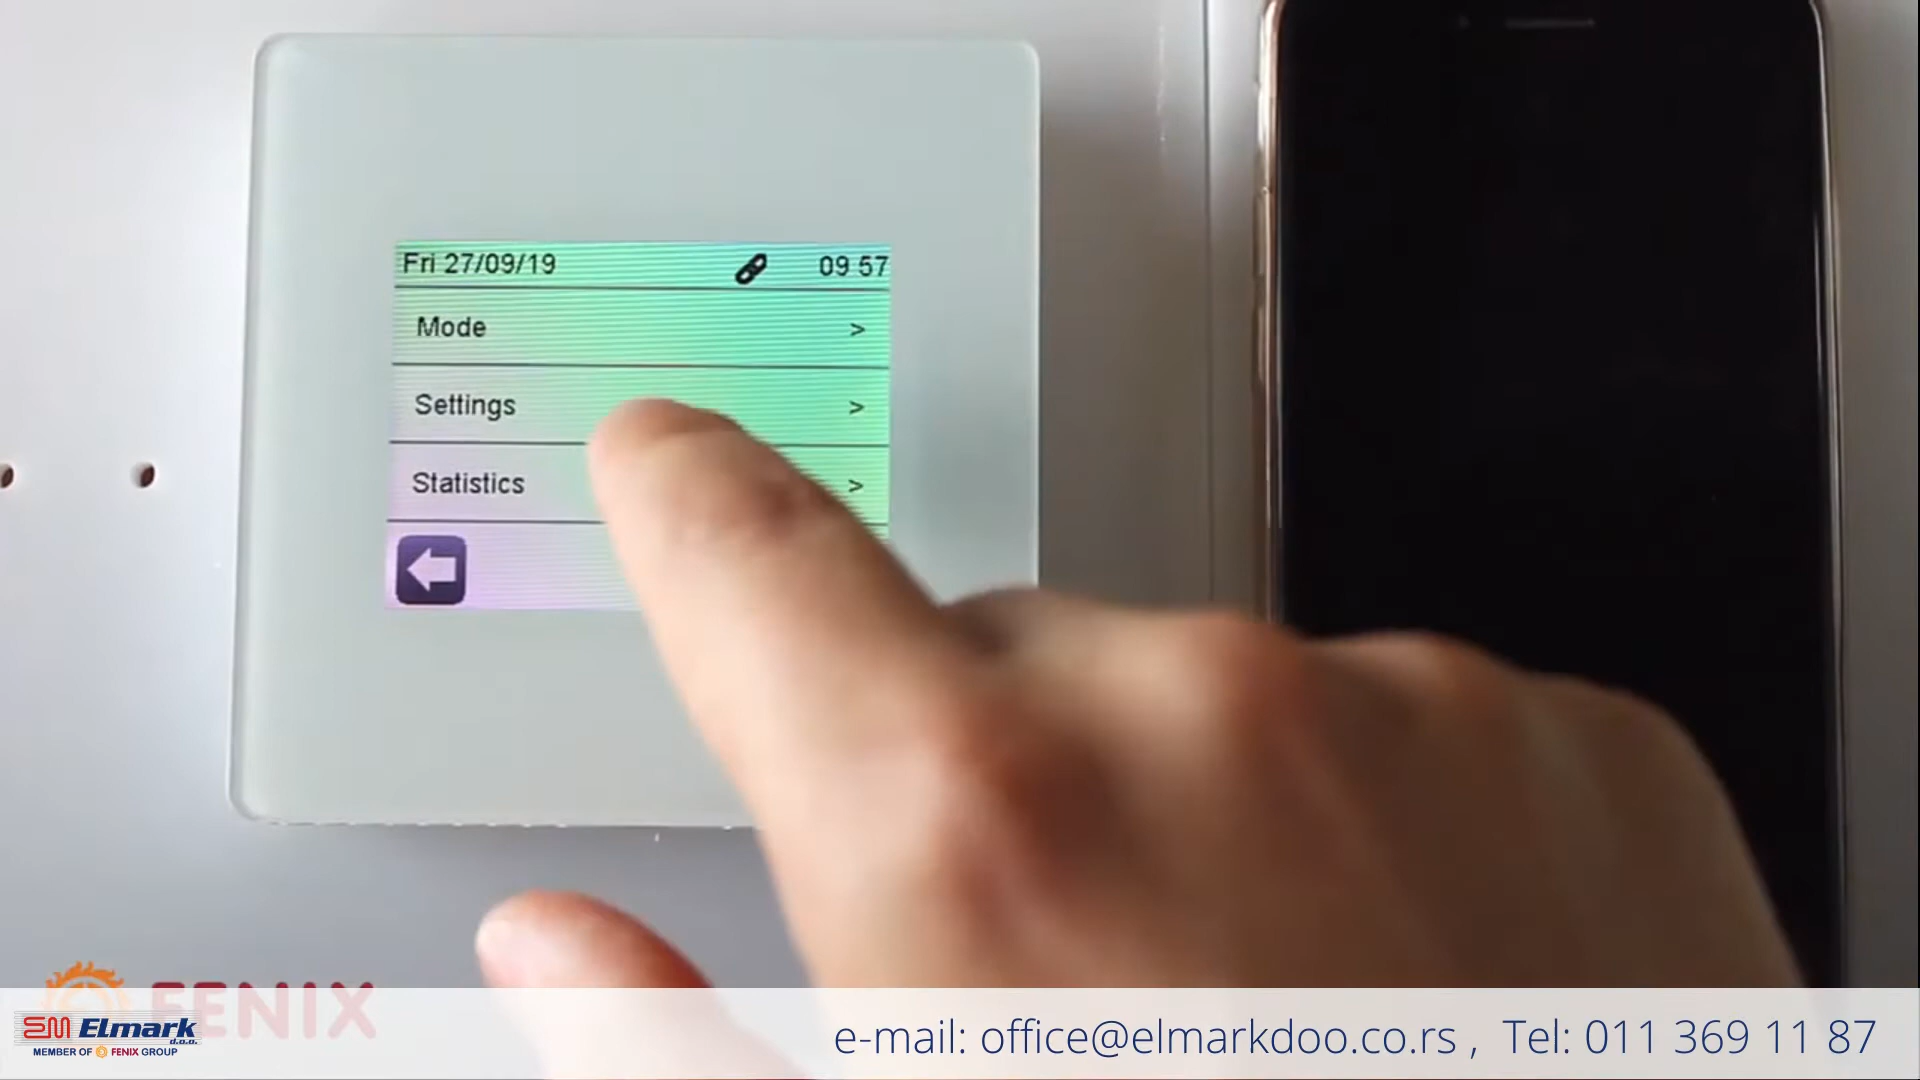 Fri 27/09/19 09 57
Mode >
Settings >
Statistics >
FENIX
EM Elmark
d.o.o.
MEMBER OF FENIX GROUP
e-mail: office@elmarkdoo.co.rs , Tel: 011 369 11 87